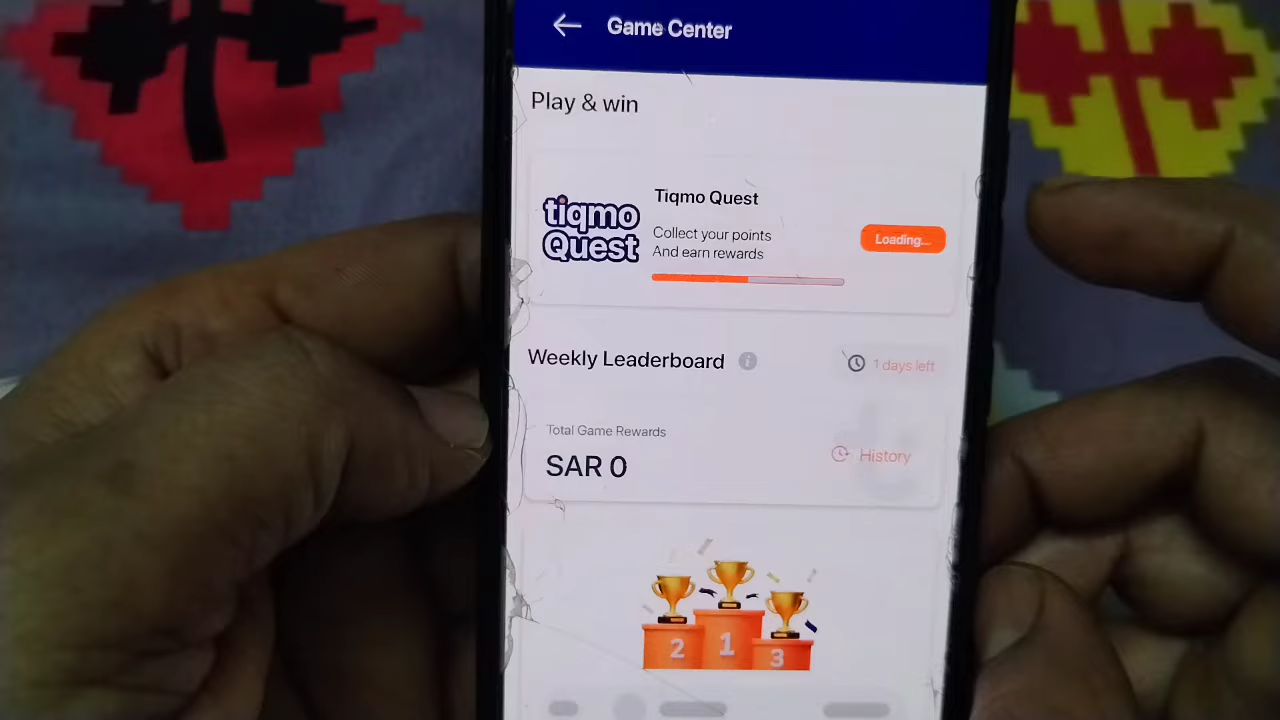 Game Center
Play & win
tiqmo
Quest
Tiqmo Quest
Collect your points
And earn rewards
Loading...
Weekly Leaderboard
1 days left
Total Game Rewards
SAR 0
History
2 1 3